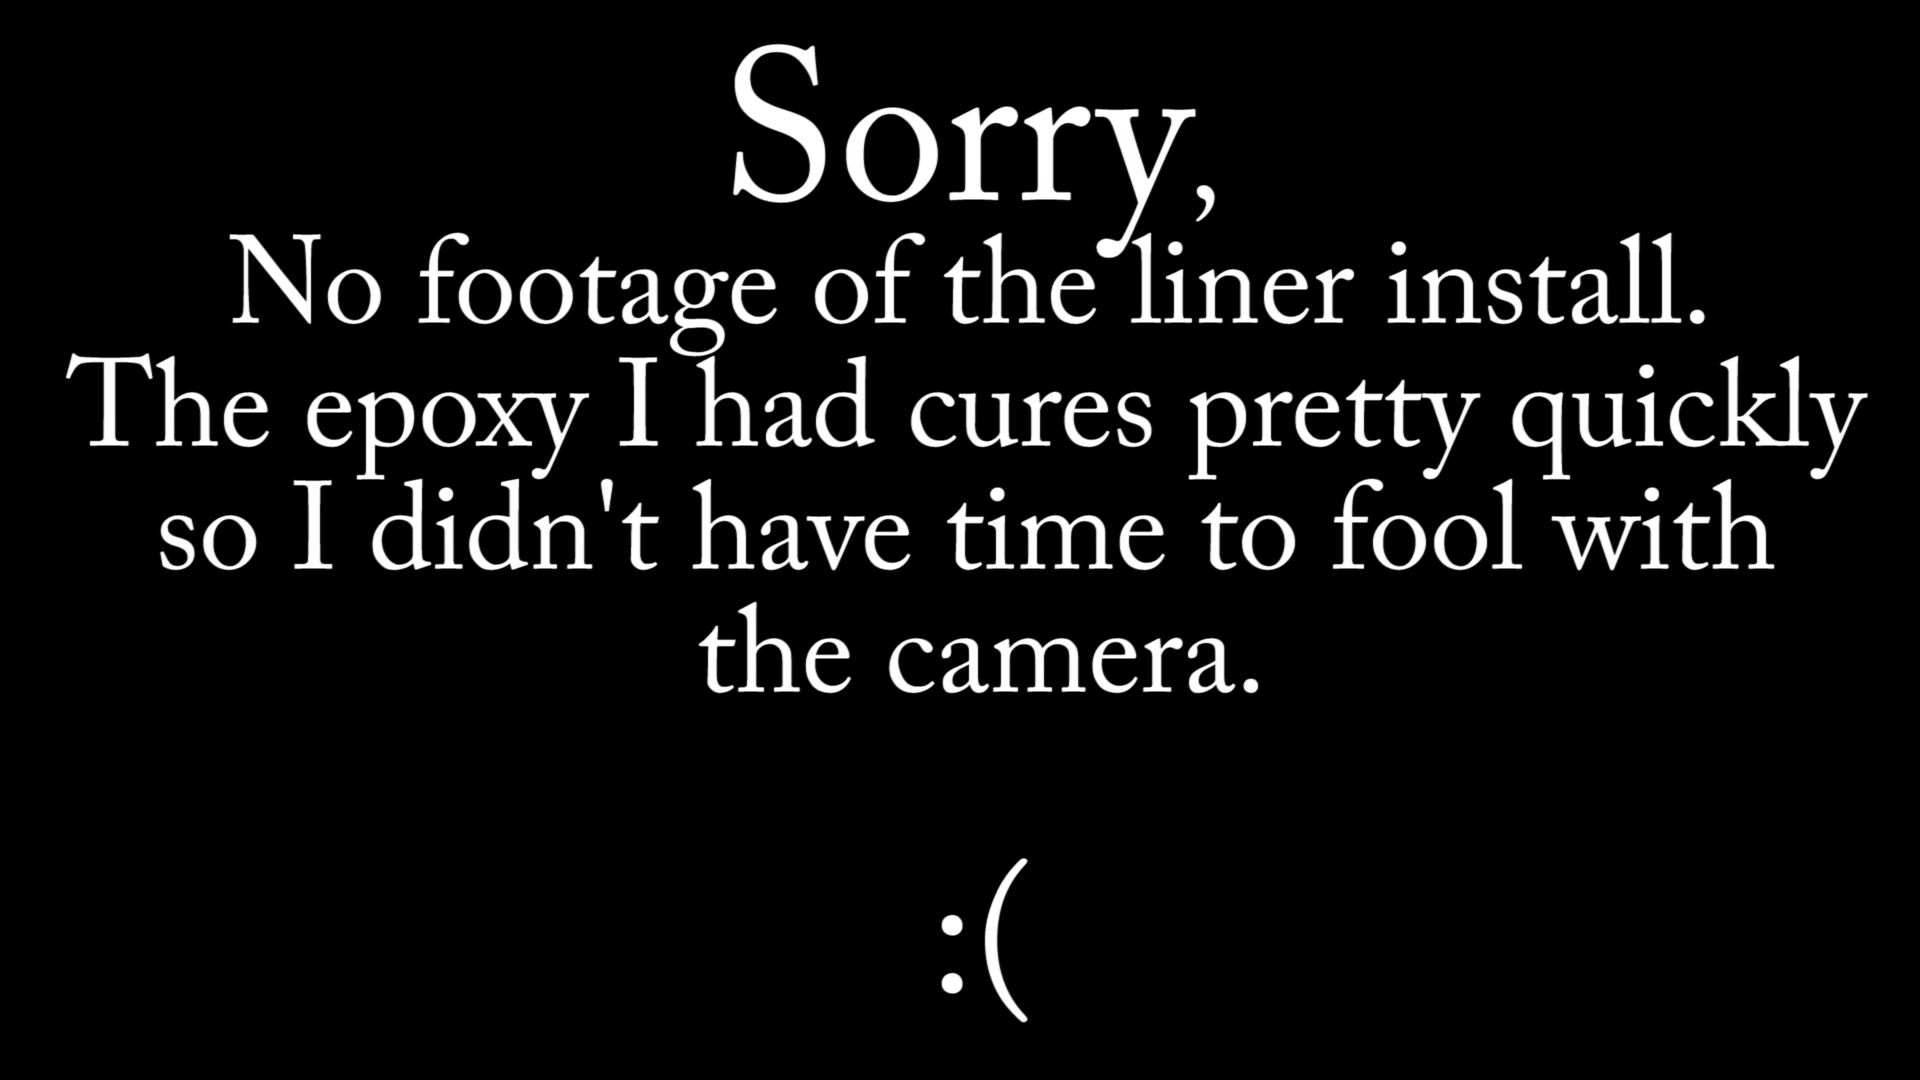 Sorry,
No footage of the liner install.
The epoxy I had cures pretty quickly
so I didn't have time to fool with
the camera.
:(